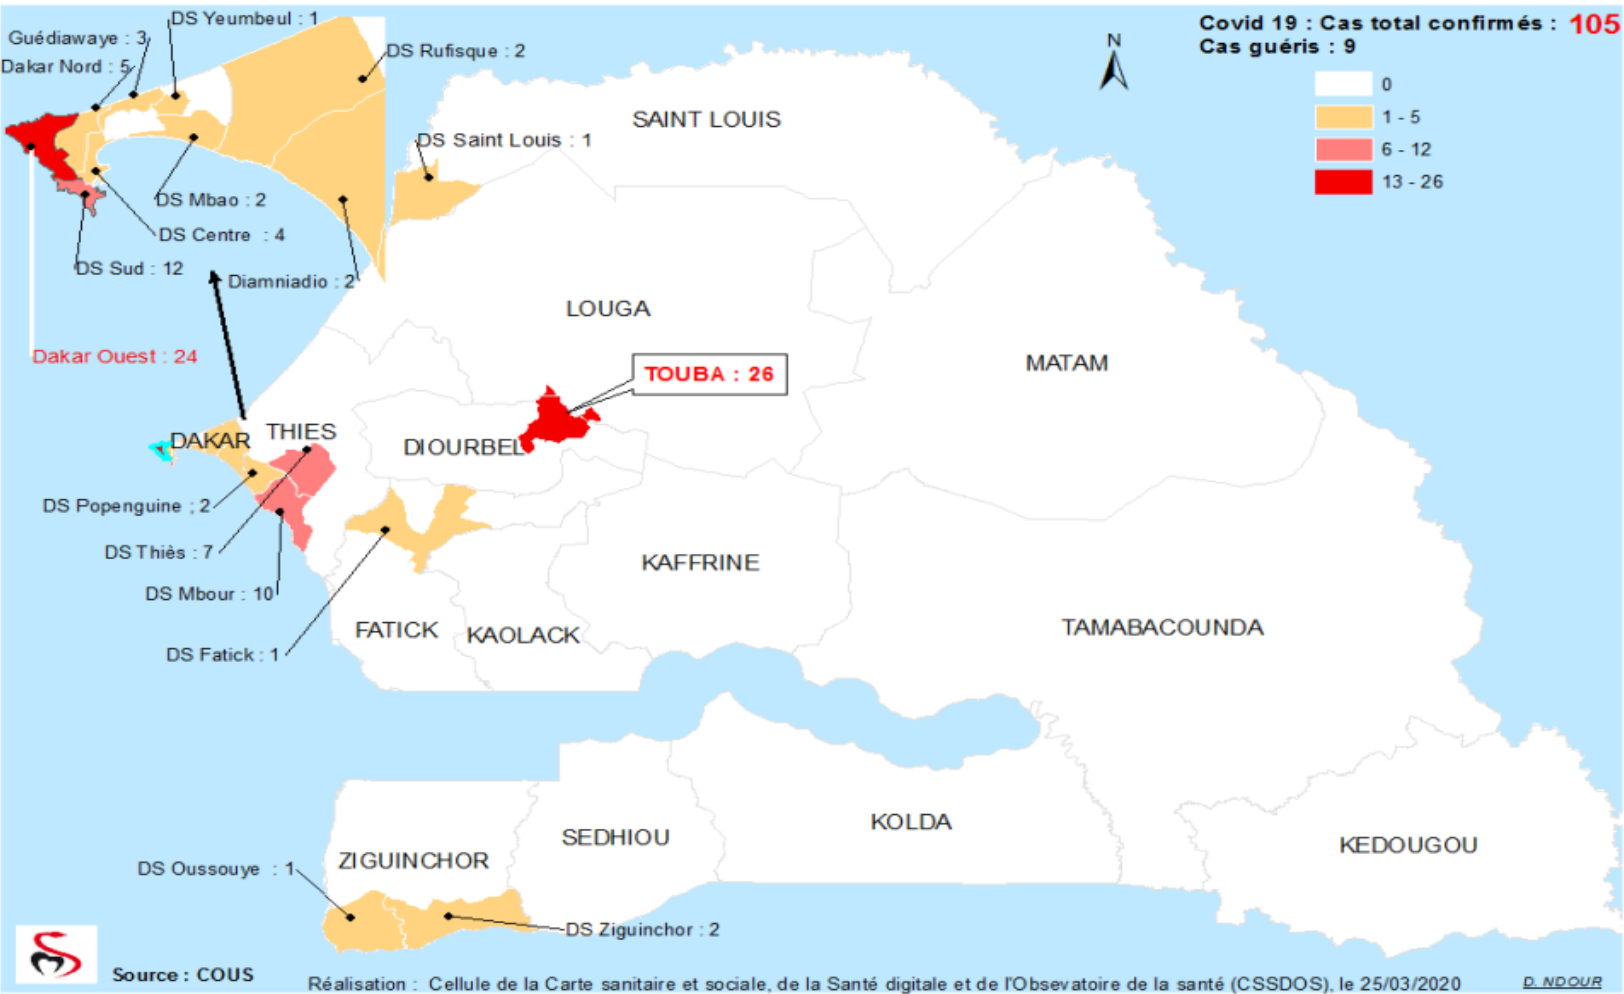 Covid 19 : Cas total confirmés : 105
Cas guéris : 9
0
1 - 5
6 - 12
13 - 26
N
DS Yeumbeul : 1
Guédiawaye : 3
Dakar Nord : 5
DS Rufisque : 2
DS Saint Louis : 1
DS Mbao : 2
DS Centre : 4
DS Sud : 12
Diamniadio : 2
Dakar Ouest : 24
SAINT LOUIS
LOUGA
MATAM
TOUBA : 26
DAKAR
THIES
DIOURBEL
DS Popenguine ; 2
DS Thiès : 7
DS Mbour : 10
DS Fatick : 1
FATICK
KAOLACK
KAFFRINE
TAMABACOUNDA
ZIGUINCHOR
SEDHIOU
KOLDA
KEDOUGOU
DS Oussouye : 1
DS Ziguinchor : 2
Source : COUS
Réalisation : Cellule de la Carte sanitaire et sociale, de la Santé digitale et de l'Obsevatoire de la santé (CSSDOS), le 25/03/2020
D. NDOUR